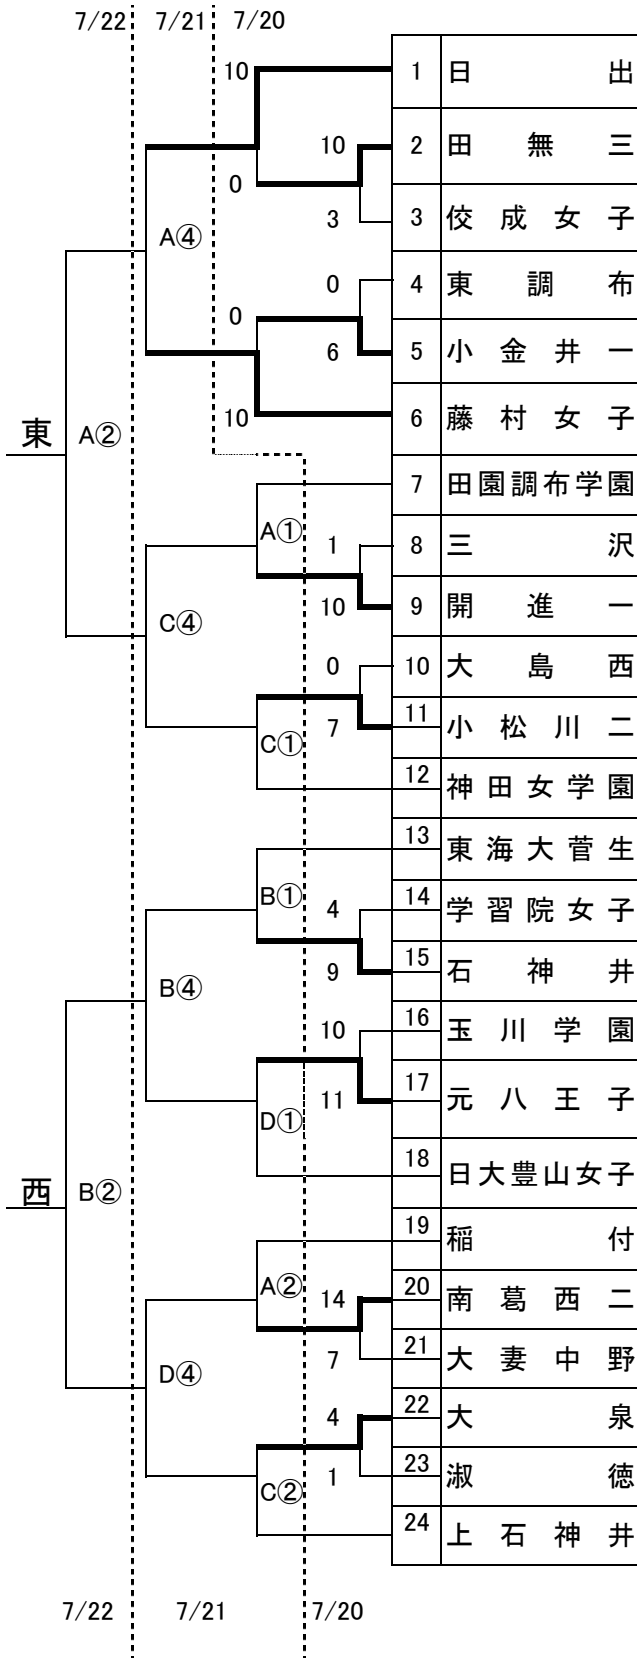 7/22 7/21 7/20
10
1 日出
10
2 田無三
0
3
3 佼成女子
A④
0
4 東調布
0
6
5 小金井一
10
6 藤村女子
東
A②
7 田園調布学園
A①
1
8 三沢
10
9 開進一
C④
0
10 大島西
7
11 小松川二
C①
12 神田女学園
13 東海大菅生
B①
4
14 学習院女子
9
15 石神井
B④
10
16 玉川学園
11
17 元八王子
D①
18 日大豊山女子
西
B②
19 稲付
A②
14
20 南葛西二
7
21 大妻中野
D④
4
22 大泉
1
23 淑徳
C②
24 上石神井
7/22 7/21 7/20